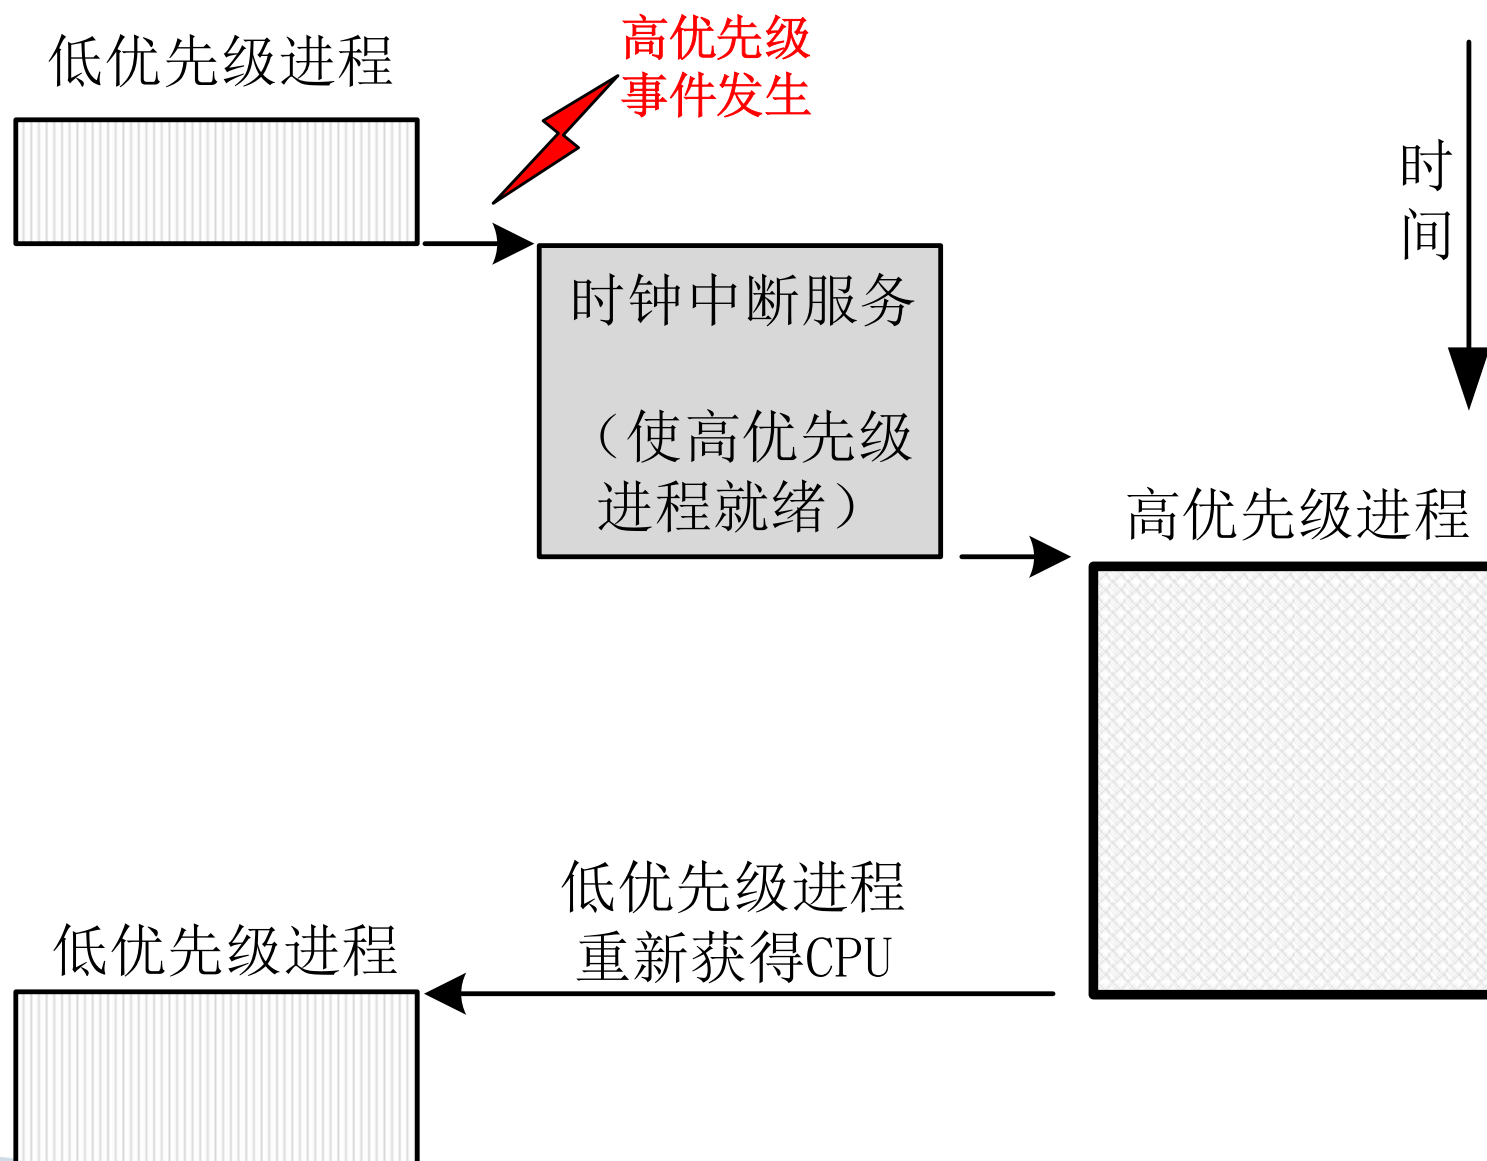 低优先级进程
高优先级
事件发生
时
间
时钟中断服务
（使高优先级
进程就绪）
高优先级进程
低优先级进程
重新获得CPU
低优先级进程